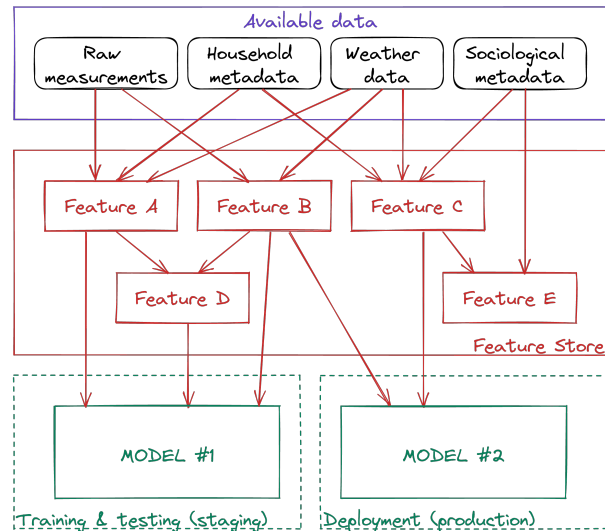 Available data
Raw
measurements
Household
metadata
Weather
data
Sociological
metadata
Feature A
Feature B
Feature C
Feature D
Feature E
Feature Store
MODEL #1
MODEL #2
Training & testing (staging)
Deployment (production)